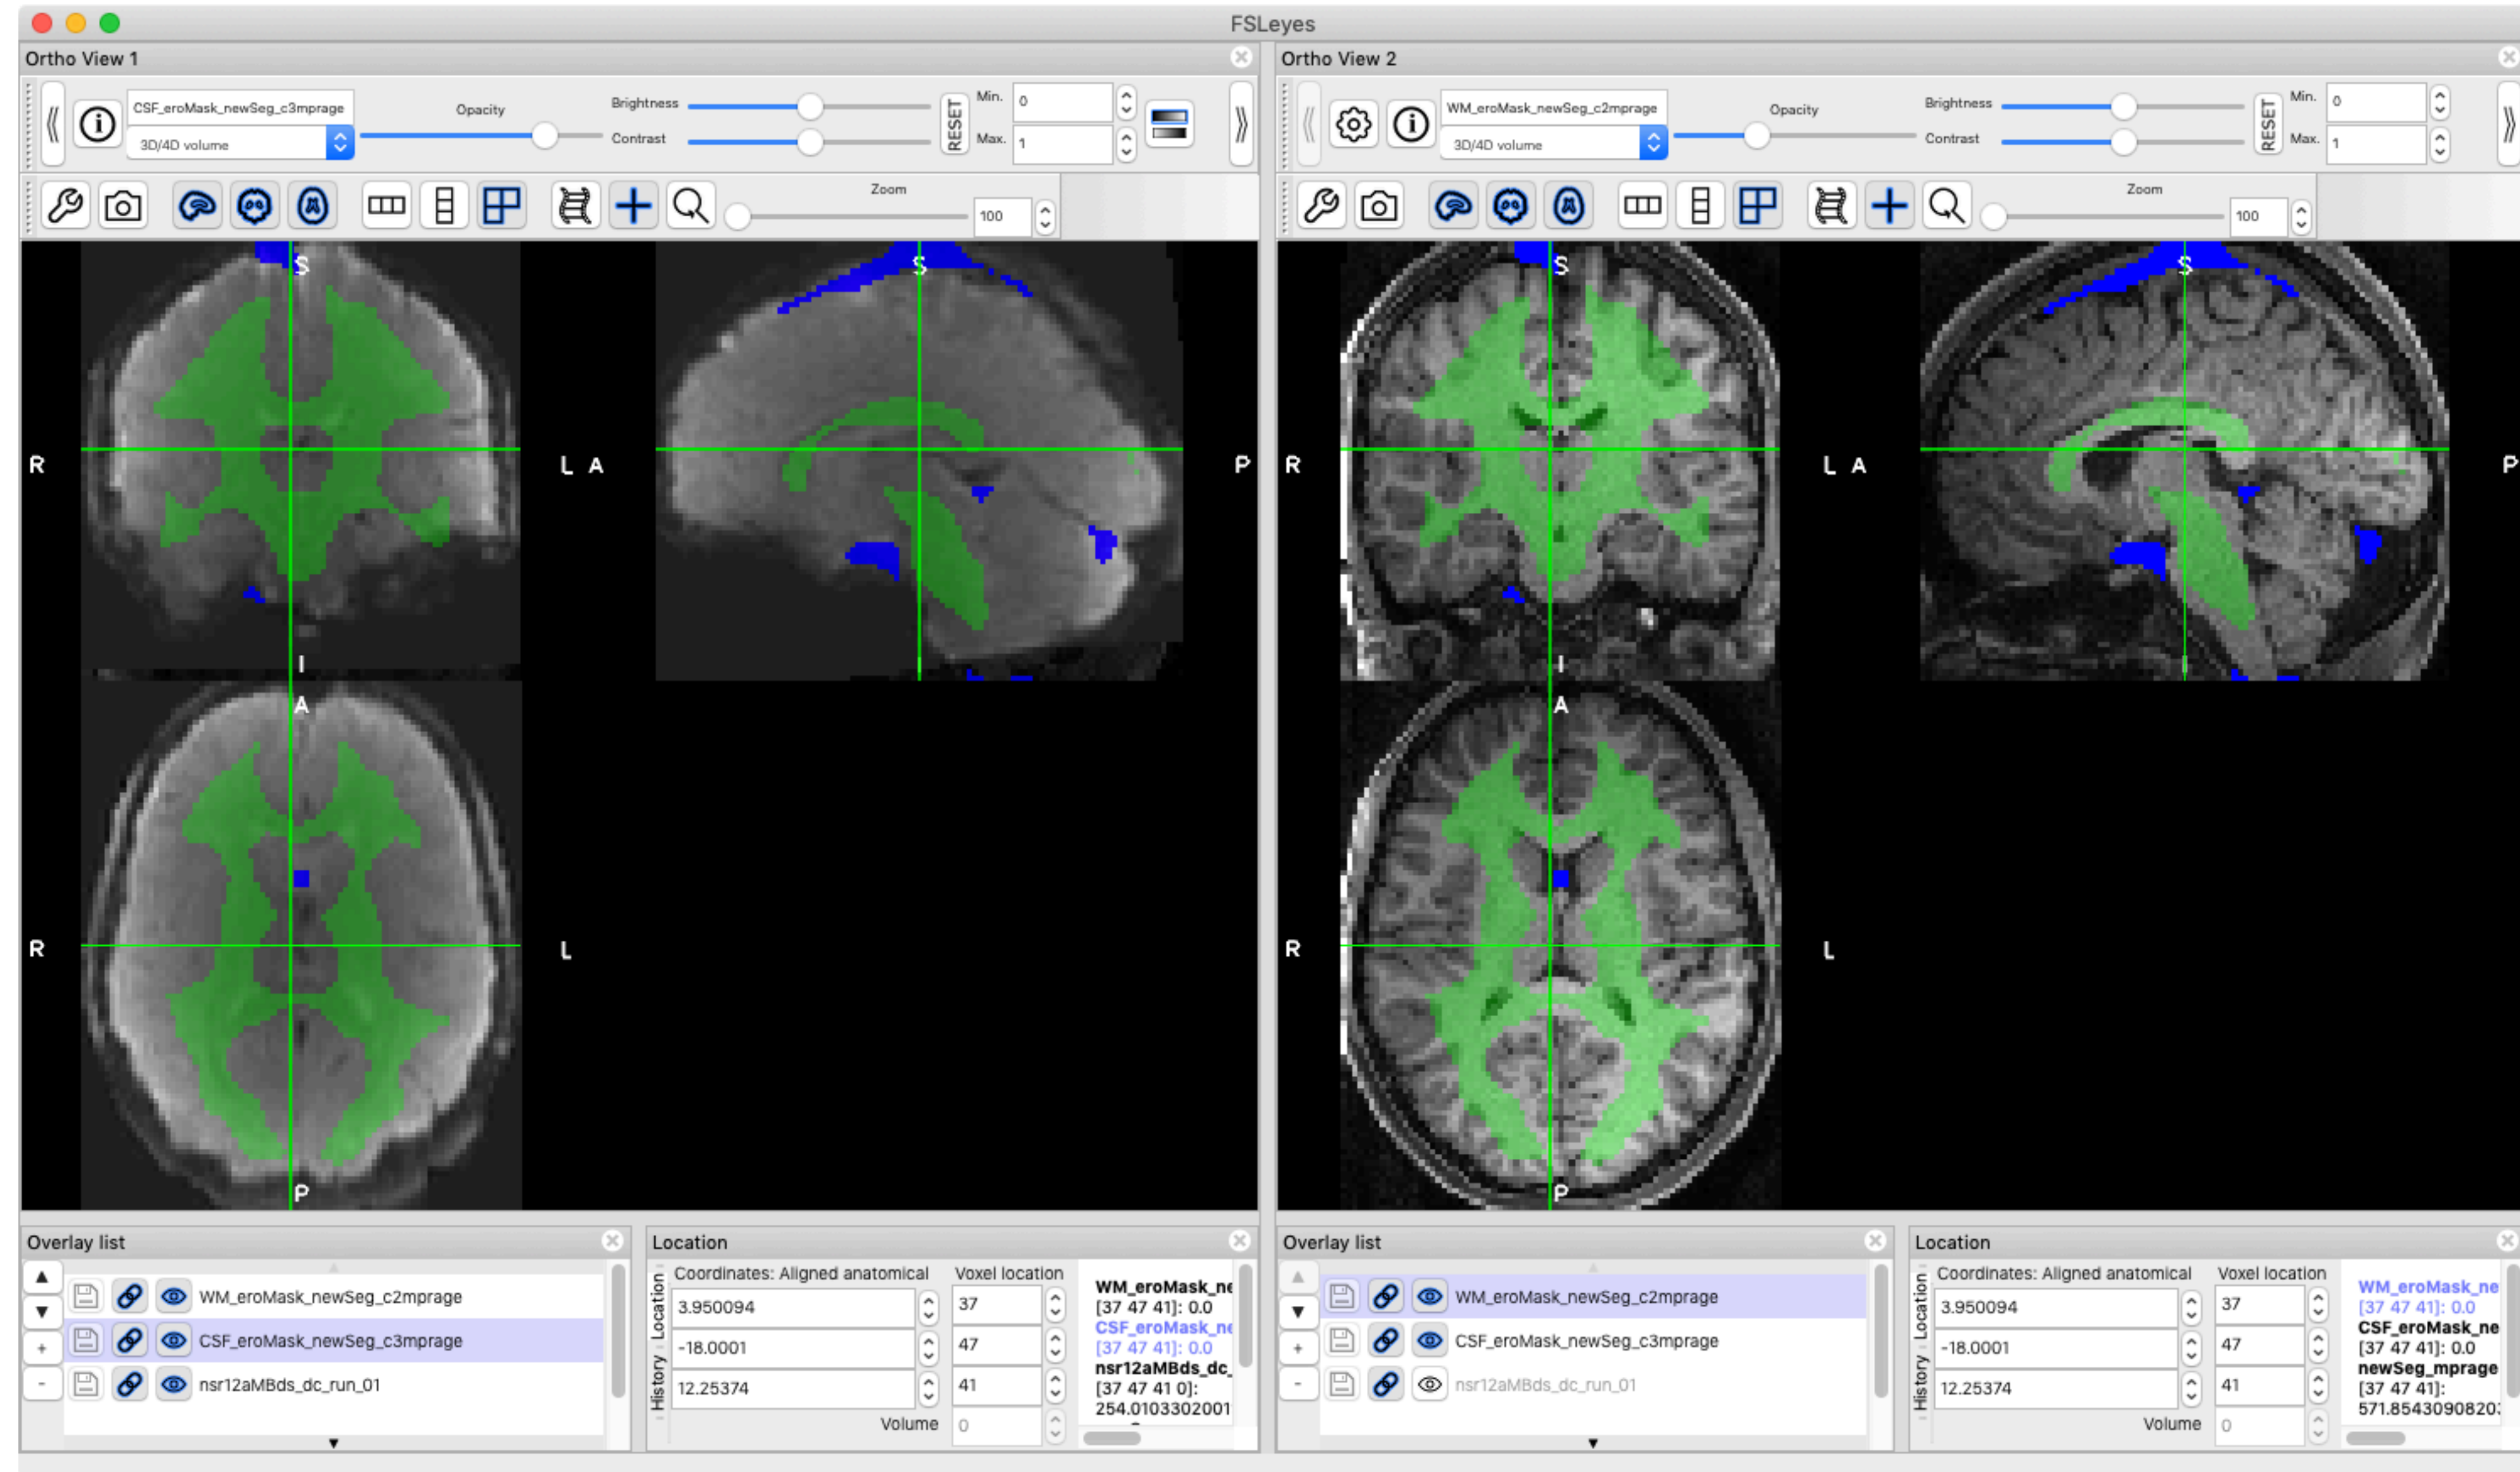 FSLeyes
Ortho View 1
CSF_eroMask_newSeg_c3mprage
3D/4D volume
Opacity
Brightness
Contrast
RESET
Min. 0
Max. 1
Zoom
100
S
S
R
L
A
P
I
A
R
L
P
Overlay list
WM_eroMask_newSeg_c2mprage
CSF_eroMask_newSeg_c3mprage
nsr12aMBds_dc_run_01
Location
History
Location
Coordinates: Aligned anatomical
Voxel location
3.950094
37
-18.0001
47
12.25374
41
Volume
0
WM_eroMask_ne
[37 47 41]: 0.0
CSF_eroMask_ne
[37 47 41]: 0.0
nsr12aMBds_dc_
[37 47 41 0]:
254.0103302001
Ortho View 2
WM_eroMask_newSeg_c2mprage
3D/4D volume
Opacity
Brightness
Contrast
RESET
Min. 0
Max. 1
Zoom
100
S
S
R
L
A
P
I
I
A
R
L
P
Overlay list
WM_eroMask_newSeg_c2mprage
CSF_eroMask_newSeg_c3mprage
nsr12aMBds_dc_run_01
Location
History
Location
Coordinates: Aligned anatomical
Voxel location
3.950094
37
-18.0001
47
12.25374
41
Volume
0
WM_eroMask_ne
[37 47 41]: 0.0
CSF_eroMask_ne
[37 47 41]: 0.0
newSeg_mprage
[37 47 41]: